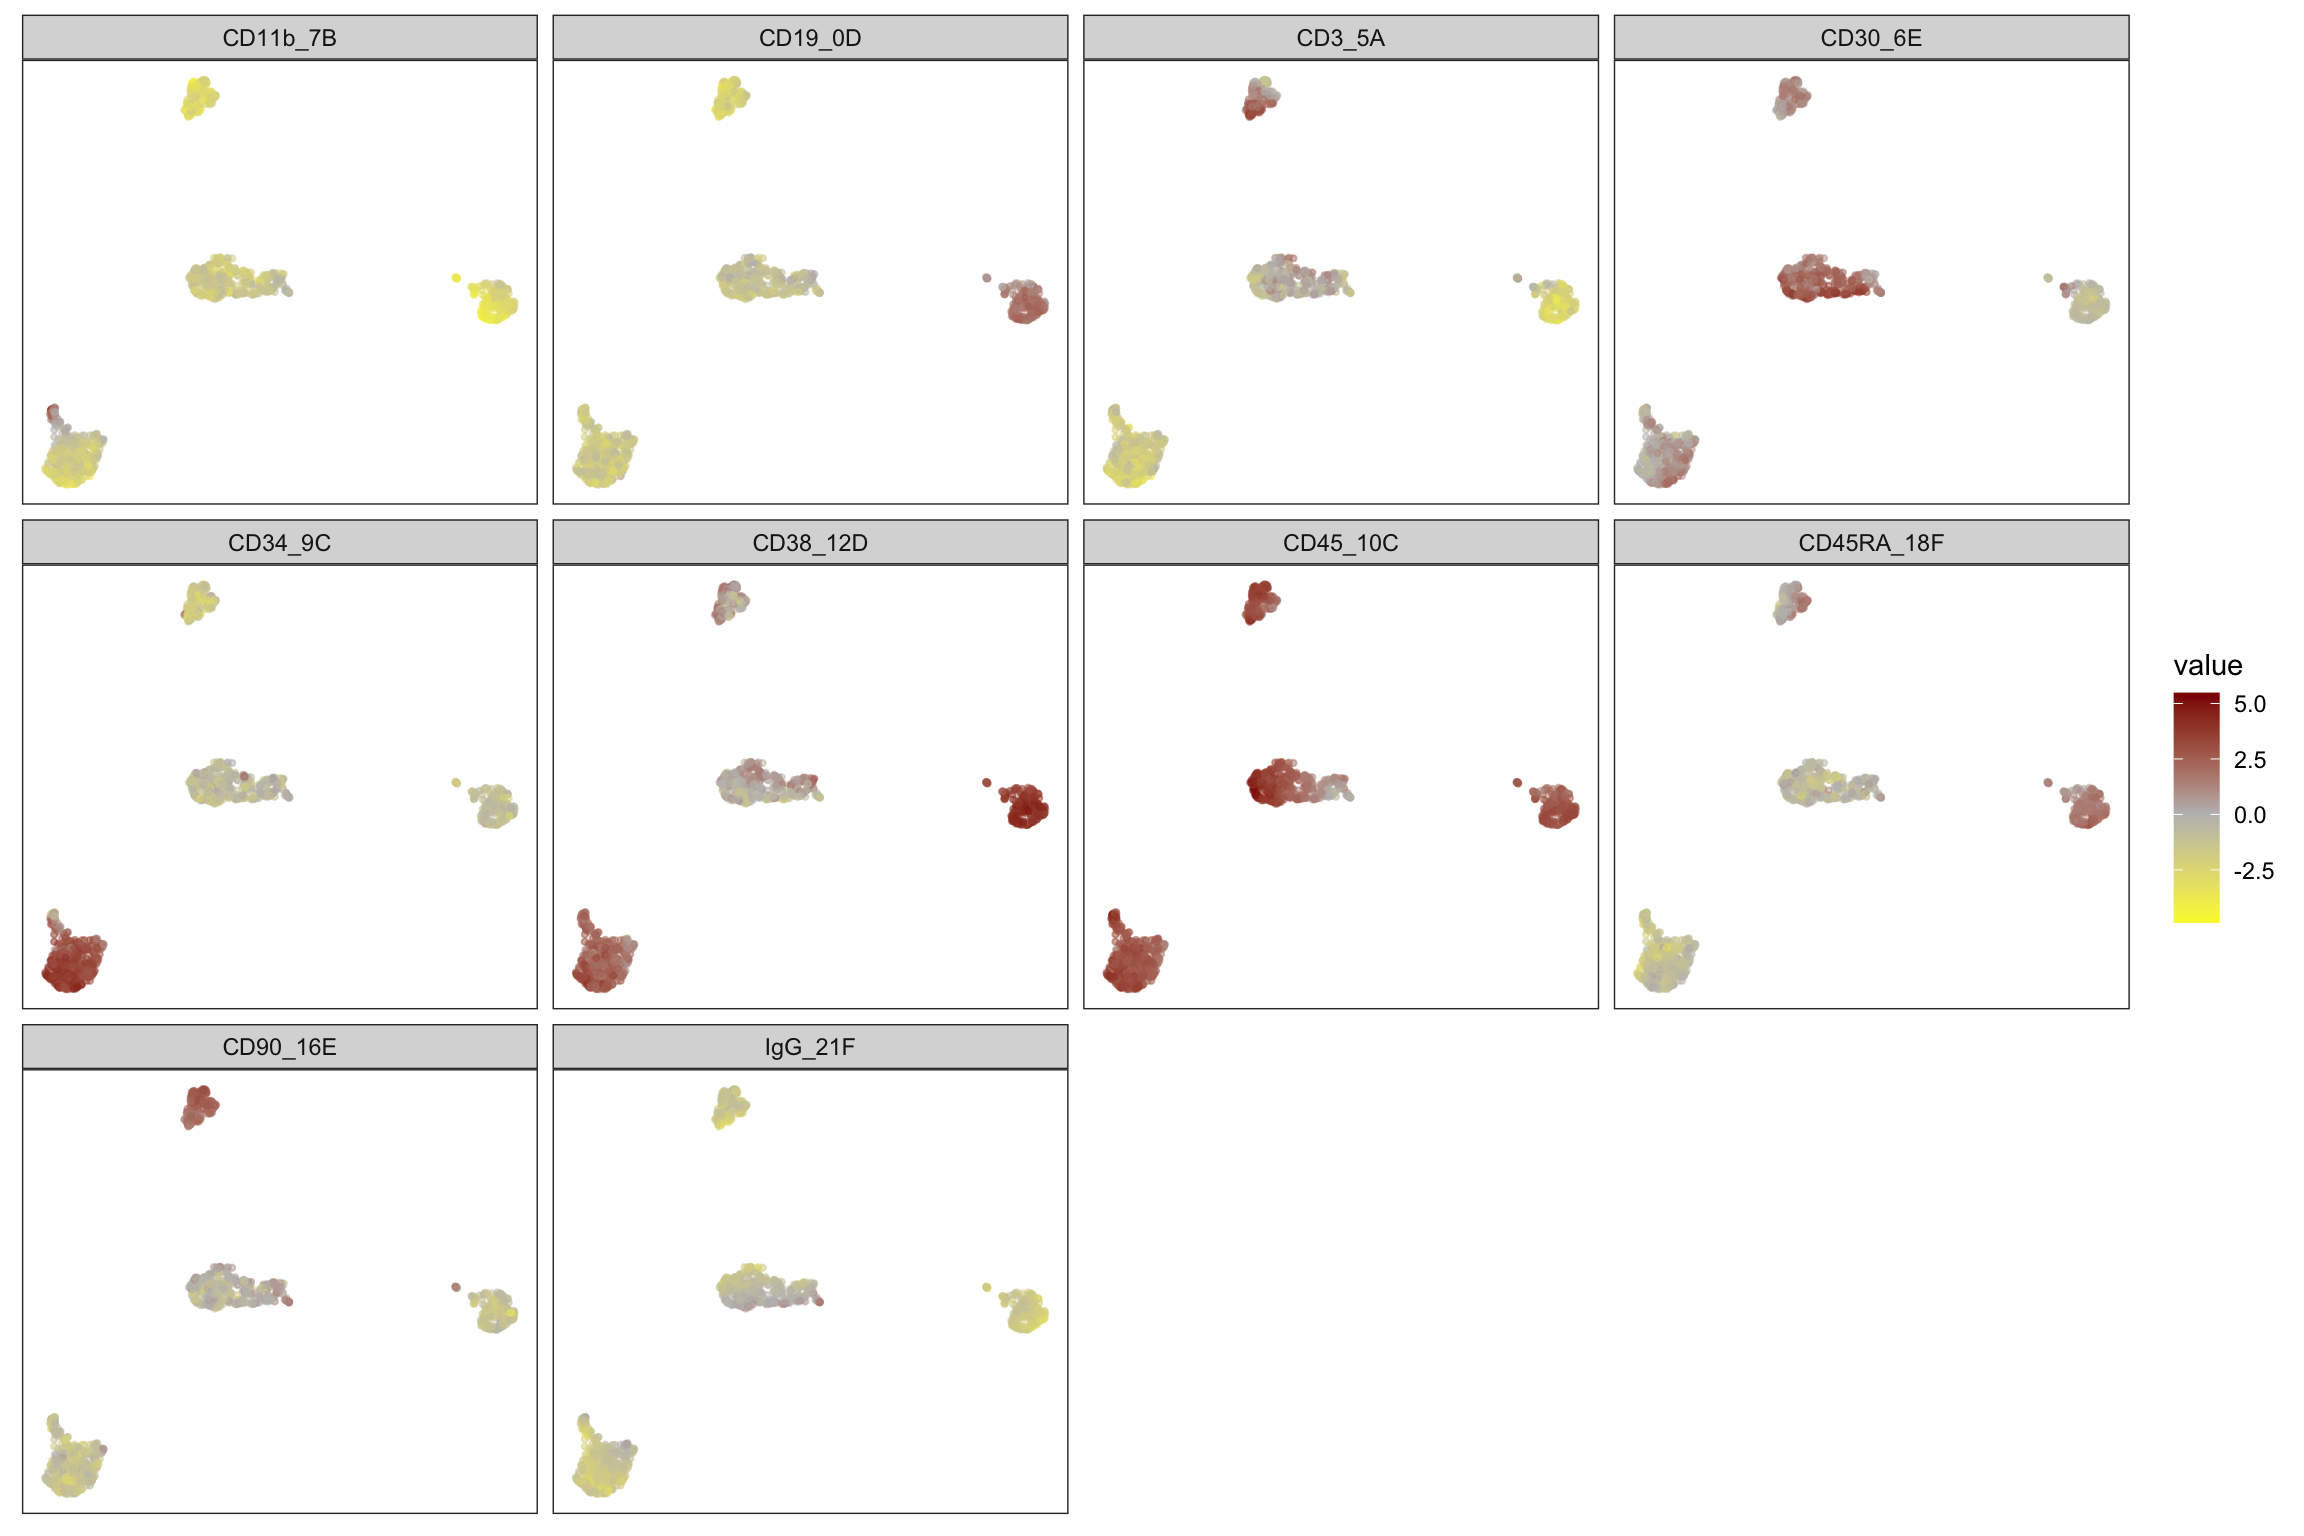 CD11b_7B
CD19_0D
CD3_5A
CD30_6E
CD34_9C
CD38_12D
CD45_10C
CD45RA_18F
value
5.0
2.5
0.0
-2.5
CD90_16E
IgG_21F